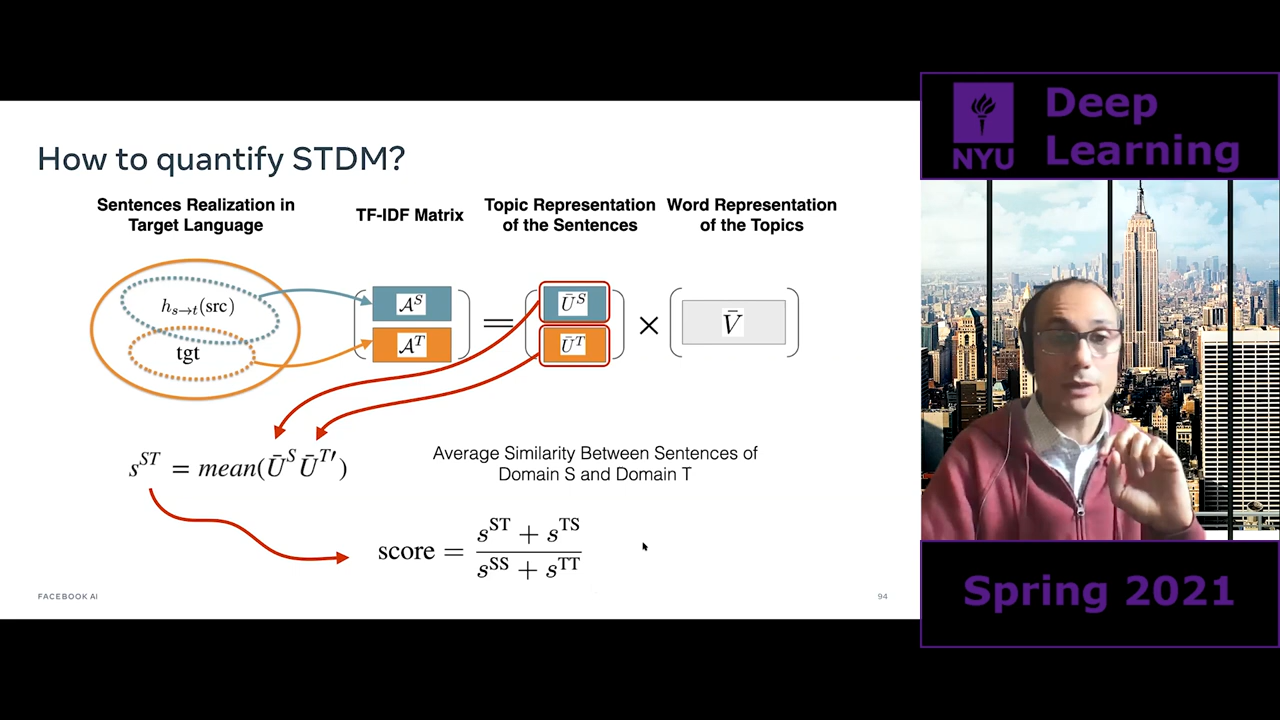 How to quantify STDM?
Sentences Realization in
Target Language
TF-IDF Matrix
Topic Representation
of the Sentences
Word Representation
of the Topics
h_{s→t}(src)
tgt
𝒜^S
𝒜^T
=
Ū^S
Ū^T
×
V̄
s^{ST} = mean(Ū^S Ū^{T′})
Average Similarity Between Sentences of
Domain S and Domain T
score = (s^{ST} + s^{TS}) / (s^{SS} + s^{TT})
FACEBOOK AI
94
NYU
Deep
Learning
Spring 2021